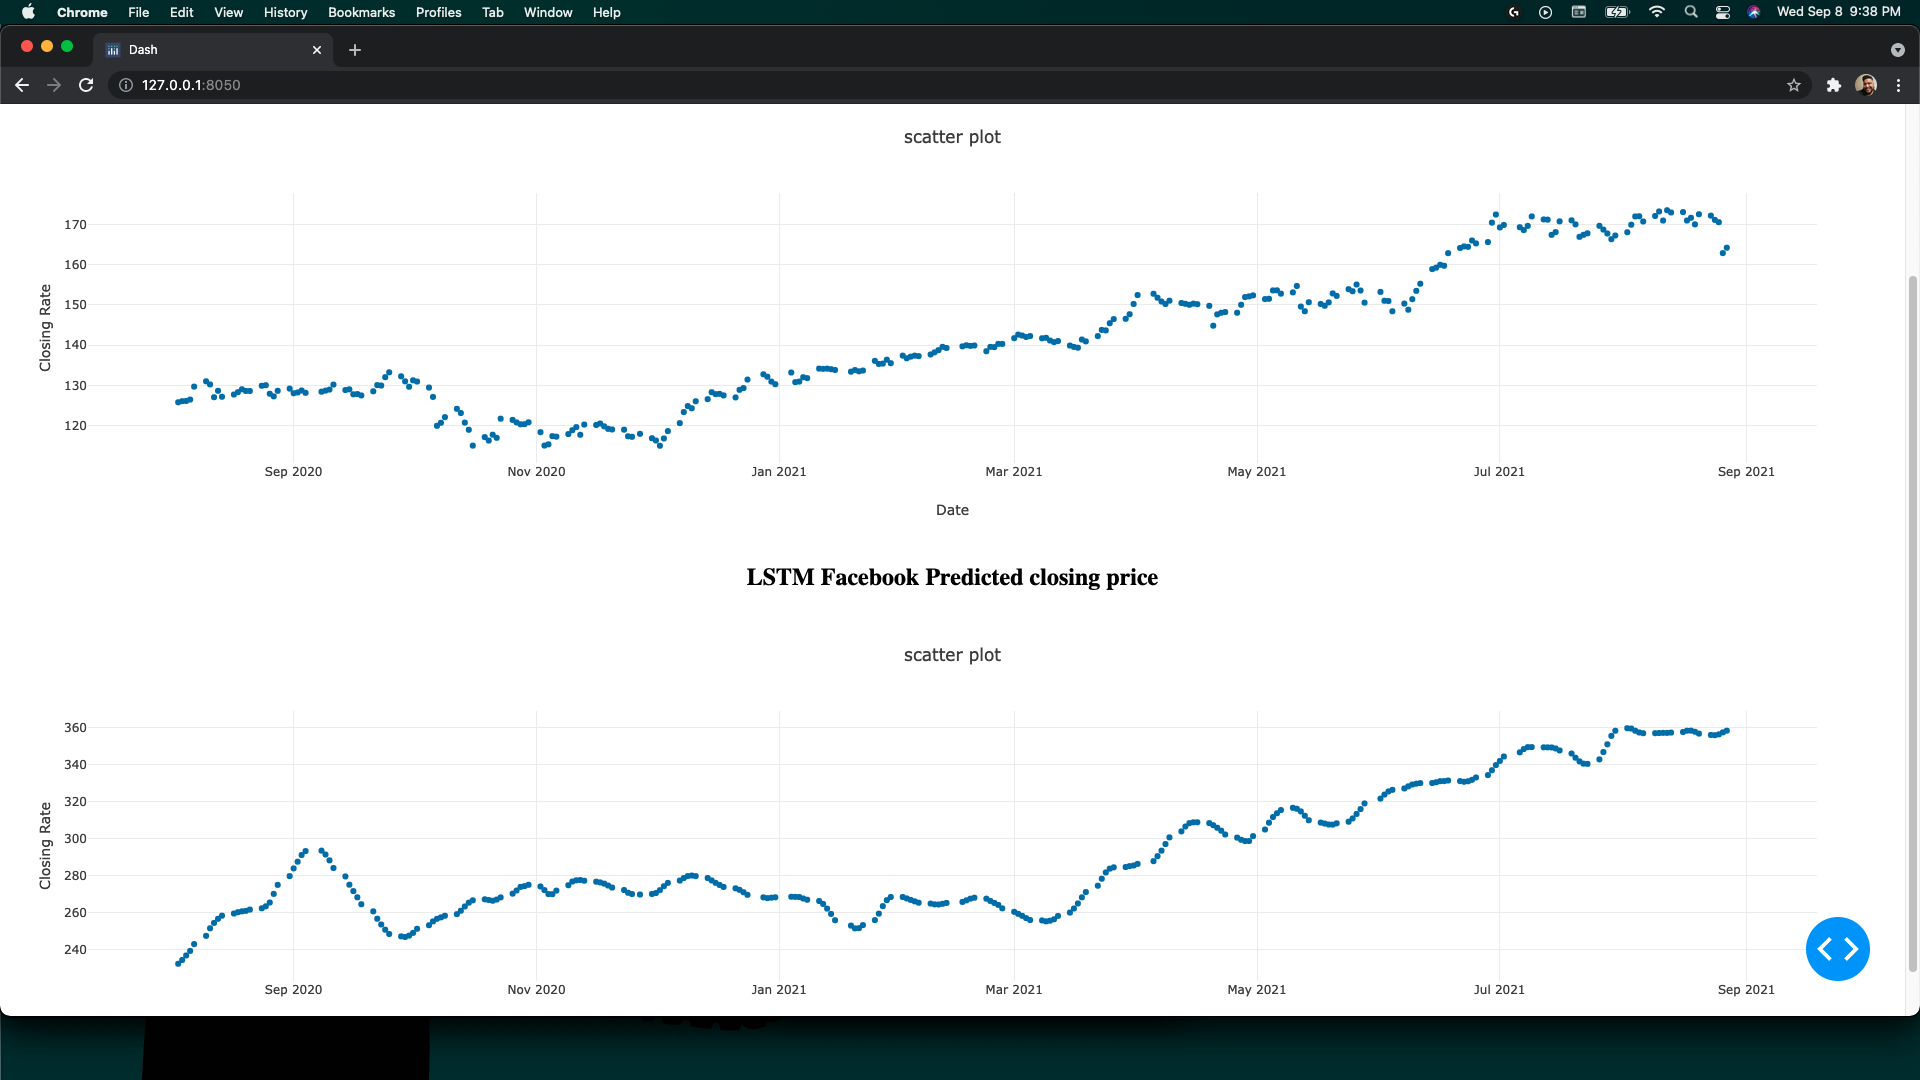 Chrome File Edit View History Bookmarks Profiles Tab Window Help Wed Sep 8 9:38 PM
Dash
127.0.0.1:8050
scatter plot
170
160
150
140
130
120
Closing Rate
Sep 2020 Nov 2020 Jan 2021 Mar 2021 May 2021 Jul 2021 Sep 2021
Date
LSTM Facebook Predicted closing price
scatter plot
360
340
320
300
280
260
240
Closing Rate
Sep 2020 Nov 2020 Jan 2021 Mar 2021 May 2021 Jul 2021 Sep 2021